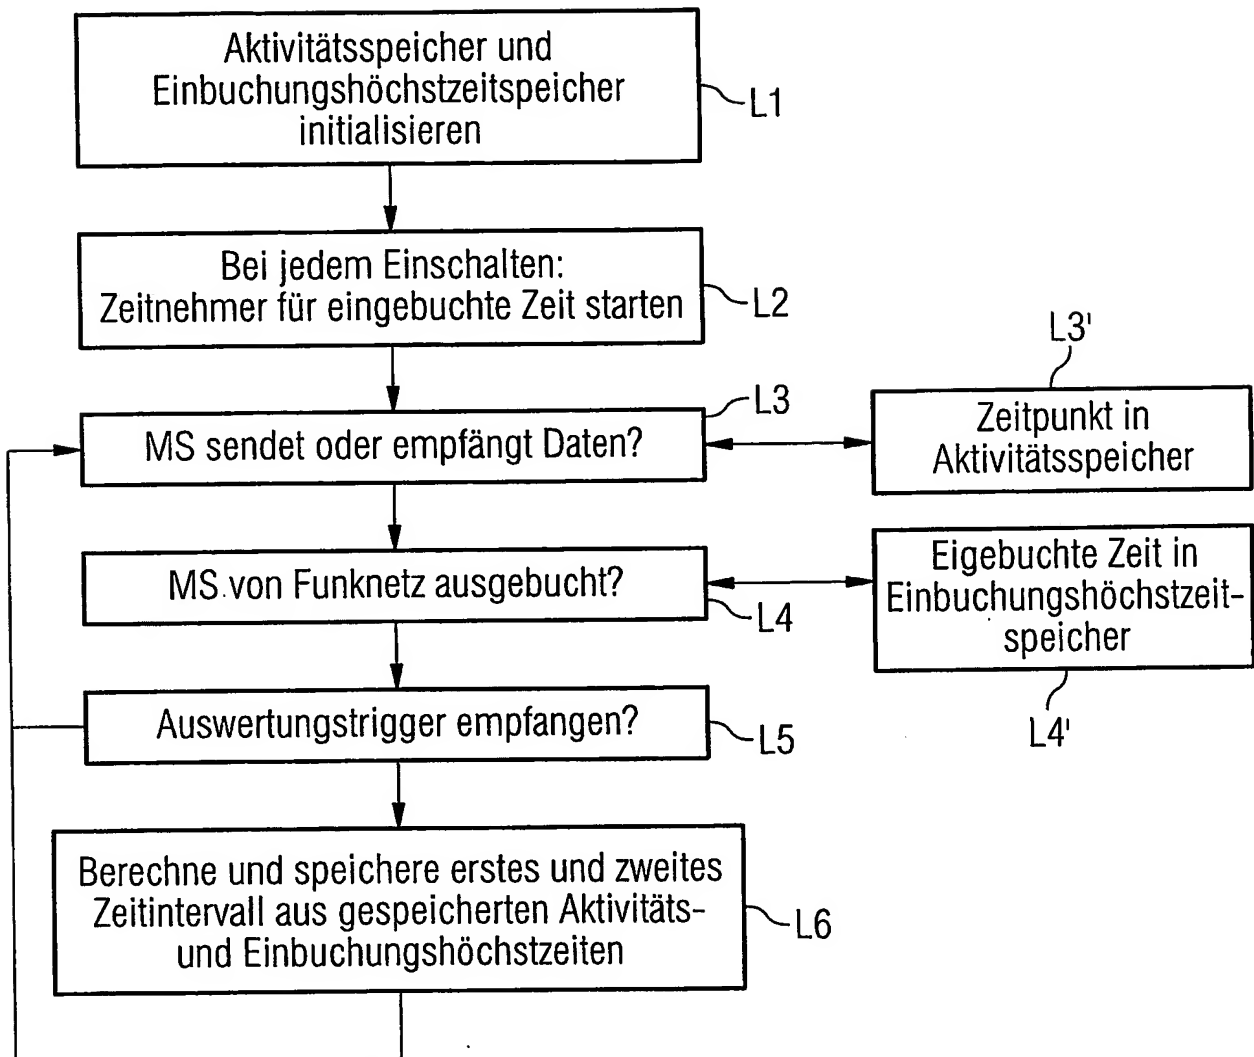 Aktivitätsspeicher und
Einbuchungshöchstzeitspeicher
initialisieren
L1
Bei jedem Einschalten:
Zeitnehmer für eingebuchte Zeit starten
L2
L3'
L3
MS sendet oder empfängt Daten?
Zeitpunkt in
Aktivitätsspeicher
MS von Funknetz ausgebucht?
L4
Eigebuchte Zeit in
Einbuchungshöchstzeit-
speicher
L4'
Auswertungstrigger empfangen?
L5
Berechne und speichere erstes und zweites
Zeitintervall aus gespeicherten Aktivitäts-
und Einbuchungshöchstzeiten
L6